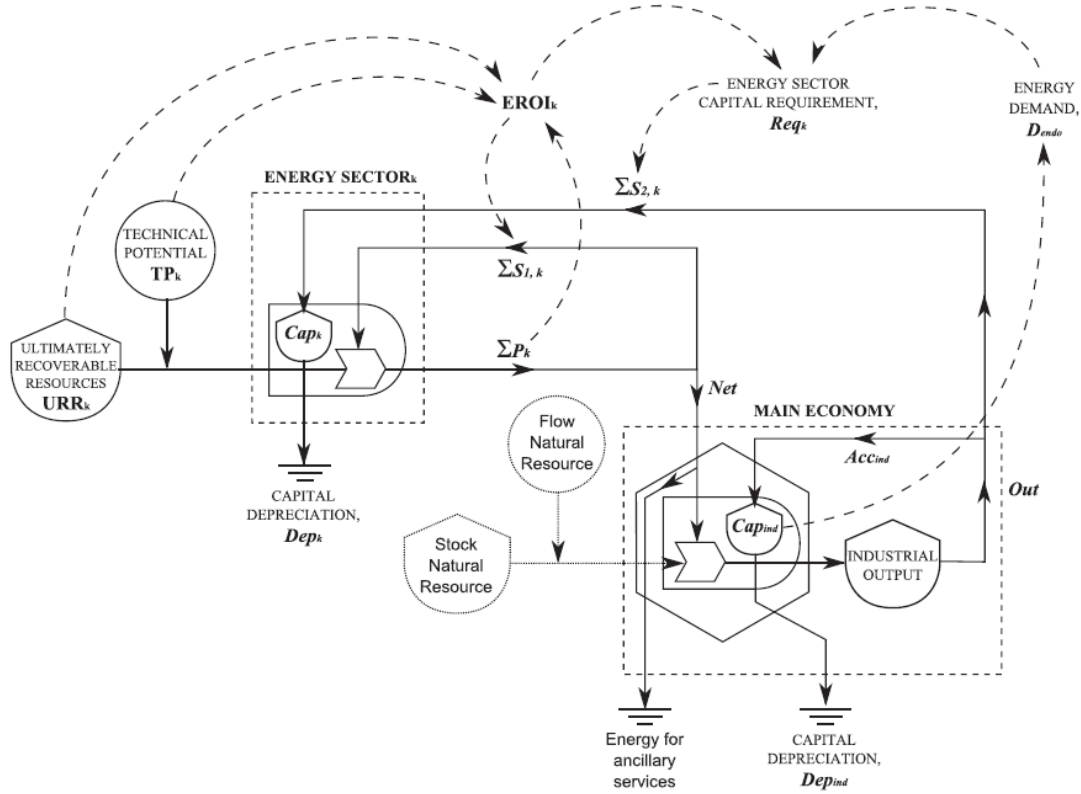 EROIk
ENERGY SECTOR
CAPITAL REQUIREMENT,
Reqk
ENERGY
DEMAND,
Dendo
ENERGY SECTORk
ΣS2, k
TECHNICAL
POTENTIAL
TPk
ΣS1, k
Capk
ULTIMATELY
RECOVERABLE
RESOURCES
URRk
ΣPk
Net
MAIN ECONOMY
Flow
Natural
Resource
Accind
CAPITAL
DEPRECIATION,
Depk
Out
Capind
Stock
Natural
Resource
INDUSTRIAL
OUTPUT
Energy for
ancillary
services
CAPITAL
DEPRECIATION,
Depind